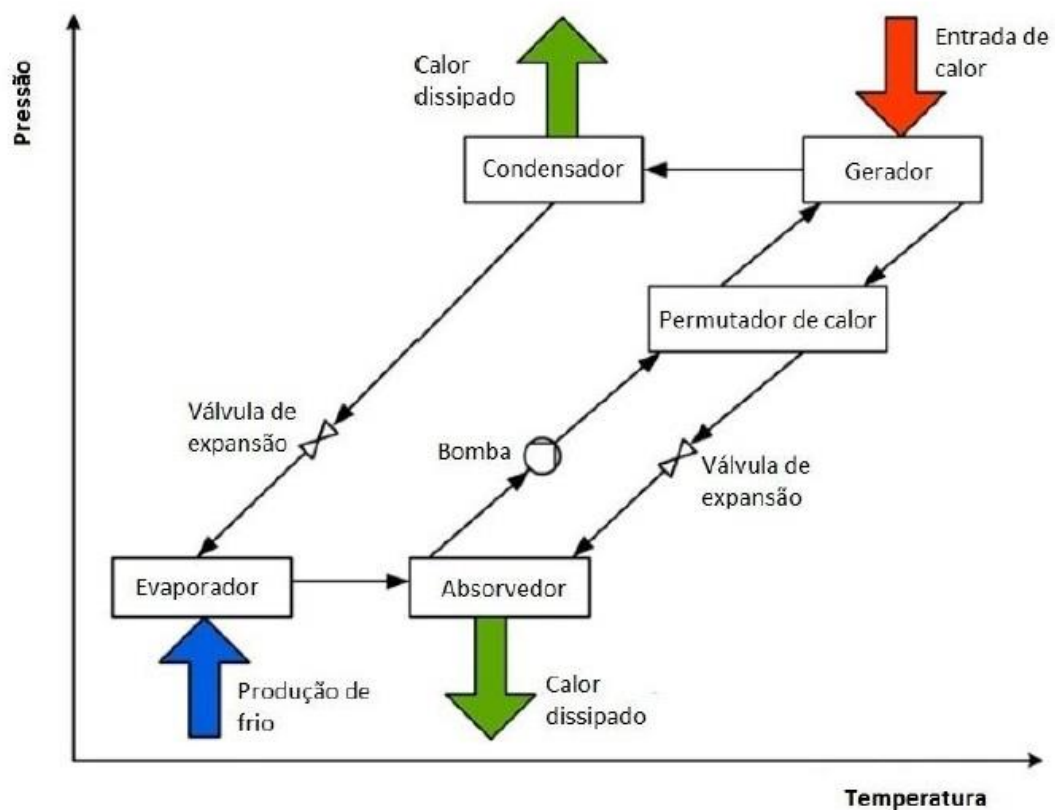 Pressão
Calor
dissipado
Entrada de
calor
Condensador
Gerador
Permutador de calor
Válvula de
expansão
Bomba
Válvula de
expansão
Evaporador
Absorvedor
Produção de
frio
Calor
dissipado
Temperatura